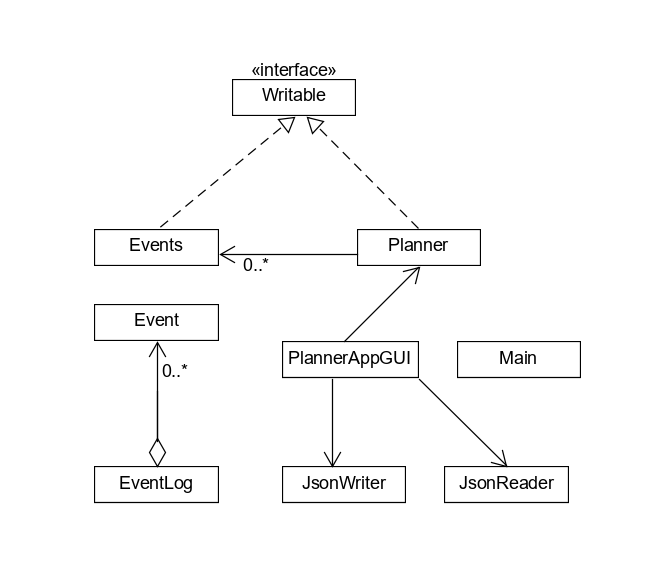 «interface»
Writable
Events
Planner
0..*
Event
0..*
PlannerAppGUI
Main
EventLog
JsonWriter
JsonReader